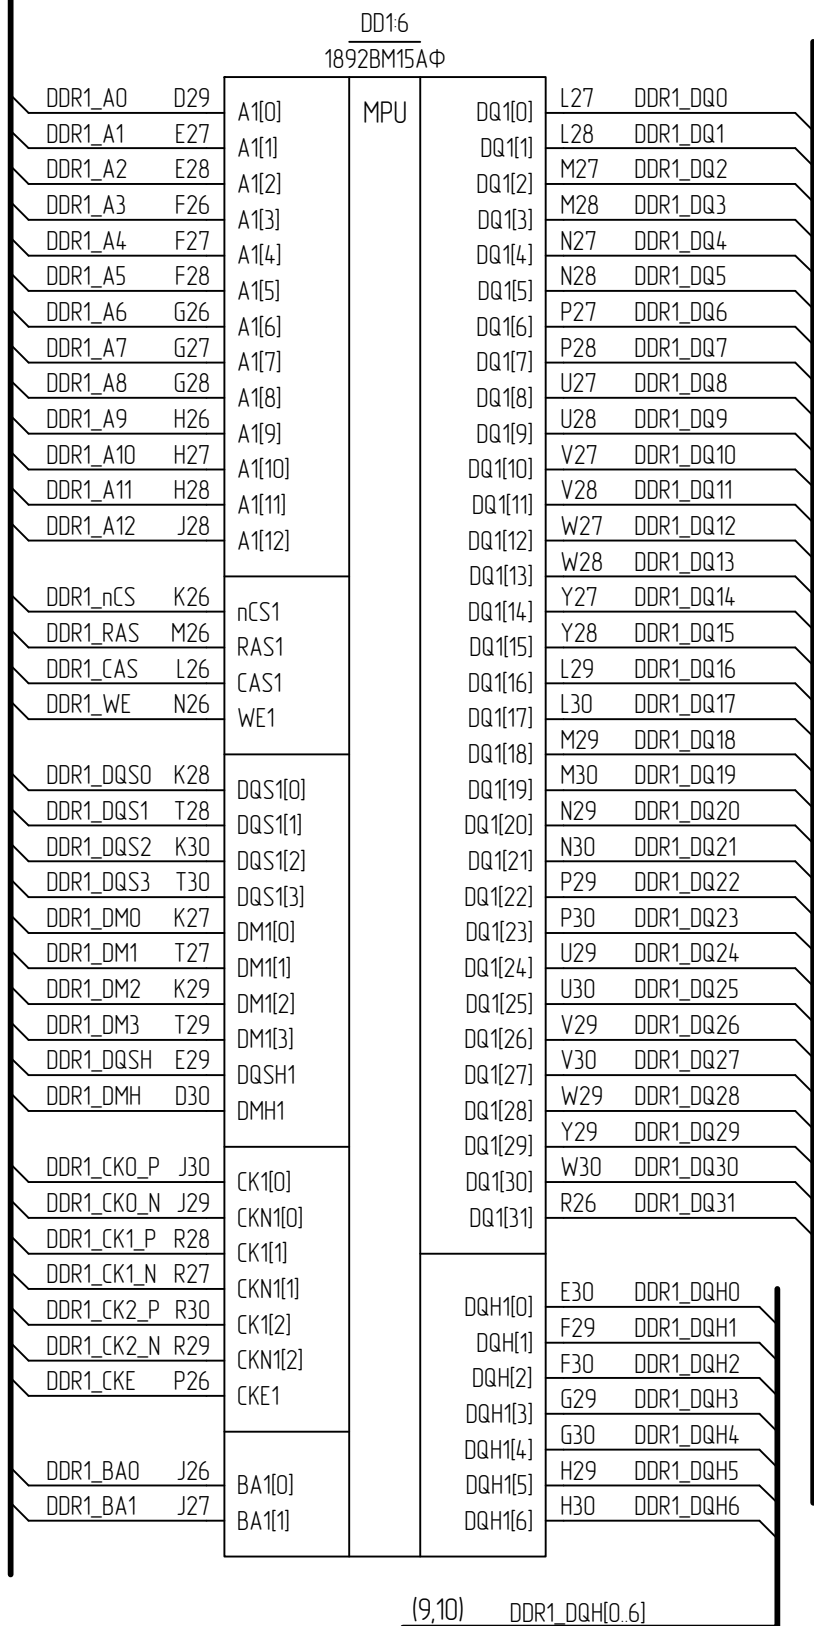 DD1:6
1892ВМ15АФ
MPU
DDR1_A0 D29 A1[0]
DDR1_A1 E27 A1[1]
DDR1_A2 E28 A1[2]
DDR1_A3 F26 A1[3]
DDR1_A4 F27 A1[4]
DDR1_A5 F28 A1[5]
DDR1_A6 G26 A1[6]
DDR1_A7 G27 A1[7]
DDR1_A8 G28 A1[8]
DDR1_A9 H26 A1[9]
DDR1_A10 H27 A1[10]
DDR1_A11 H28 A1[11]
DDR1_A12 J28 A1[12]
DDR1_nCS K26 nCS1
DDR1_RAS M26 RAS1
DDR1_CAS L26 CAS1
DDR1_WE N26 WE1
DDR1_DQS0 K28 DQS1[0]
DDR1_DQS1 T28 DQS1[1]
DDR1_DQS2 K30 DQS1[2]
DDR1_DQS3 T30 DQS1[3]
DDR1_DM0 K27 DM1[0]
DDR1_DM1 T27 DM1[1]
DDR1_DM2 K29 DM1[2]
DDR1_DM3 T29 DM1[3]
DDR1_DQSH E29 DQSH1
DDR1_DMH D30 DMH1
DDR1_CK0_P J30 CK1[0]
DDR1_CK0_N J29 CKN1[0]
DDR1_CK1_P R28 CK1[1]
DDR1_CK1_N R27 CKN1[1]
DDR1_CK2_P R30 CK1[2]
DDR1_CK2_N R29 CKN1[2]
DDR1_CKE P26 CKE1
DDR1_BA0 J26 BA1[0]
DDR1_BA1 J27 BA1[1]
DQ1[0] L27 DDR1_DQ0
DQ1[1] L28 DDR1_DQ1
DQ1[2] M27 DDR1_DQ2
DQ1[3] M28 DDR1_DQ3
DQ1[4] N27 DDR1_DQ4
DQ1[5] N28 DDR1_DQ5
DQ1[6] P27 DDR1_DQ6
DQ1[7] P28 DDR1_DQ7
DQ1[8] U27 DDR1_DQ8
DQ1[9] U28 DDR1_DQ9
DQ1[10] V27 DDR1_DQ10
DQ1[11] V28 DDR1_DQ11
DQ1[12] W27 DDR1_DQ12
DQ1[13] W28 DDR1_DQ13
DQ1[14] Y27 DDR1_DQ14
DQ1[15] Y28 DDR1_DQ15
DQ1[16] L29 DDR1_DQ16
DQ1[17] L30 DDR1_DQ17
DQ1[18] M29 DDR1_DQ18
DQ1[19] M30 DDR1_DQ19
DQ1[20] N29 DDR1_DQ20
DQ1[21] N30 DDR1_DQ21
DQ1[22] P29 DDR1_DQ22
DQ1[23] P30 DDR1_DQ23
DQ1[24] U29 DDR1_DQ24
DQ1[25] U30 DDR1_DQ25
DQ1[26] V29 DDR1_DQ26
DQ1[27] V30 DDR1_DQ27
DQ1[28] W29 DDR1_DQ28
DQ1[29] Y29 DDR1_DQ29
DQ1[30] W30 DDR1_DQ30
DQ1[31] R26 DDR1_DQ31
DQH1[0] E30 DDR1_DQH0
DQH[1] F29 DDR1_DQH1
DQH[2] F30 DDR1_DQH2
DQH1[3] G29 DDR1_DQH3
DQH1[4] G30 DDR1_DQH4
DQH1[5] H29 DDR1_DQH5
DQH1[6] H30 DDR1_DQH6
(9,10) DDR1_DQH[0..6]